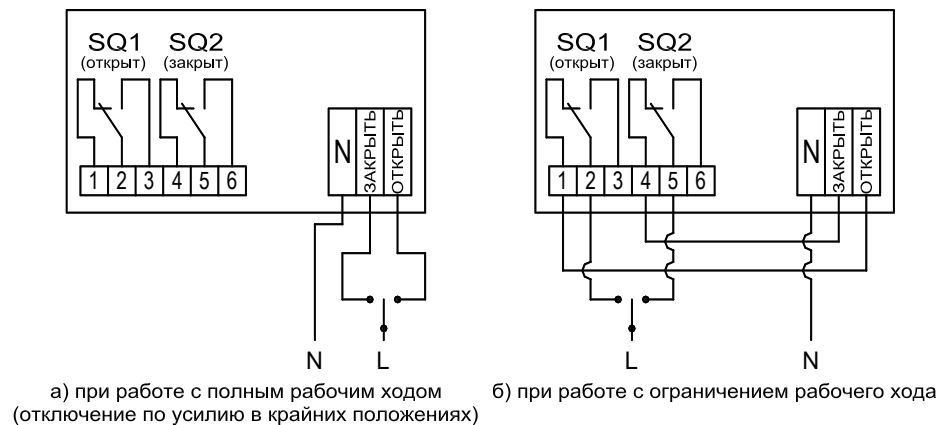 SQ1 SQ2
(открыт) (закрыт)
N ЗАКРЫТЬ ОТКРЫТЬ
1 2 3 4 5 6
N L
а) при работе с полным рабочим ходом
(отключение по усилию в крайних положениях)
SQ1 SQ2
(открыт) (закрыт)
N ЗАКРЫТЬ ОТКРЫТЬ
1 2 3 4 5 6
L N
б) при работе с ограничением рабочего хода